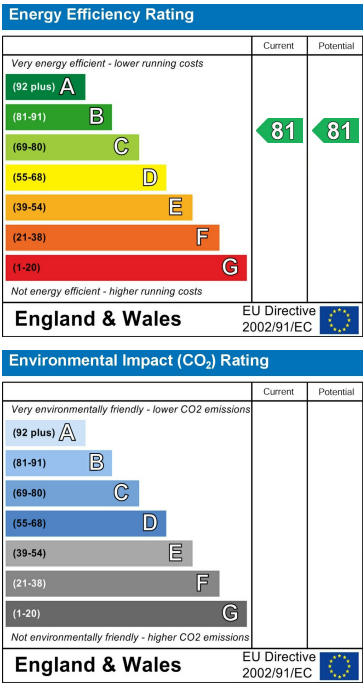 Energy Efficiency Rating
Current Potential
Very energy efficient - lower running costs
(92 plus) A
(81-91) B
81 81
(69-80) C
(55-68) D
(39-54) E
(21-38) F
(1-20) G
Not energy efficient - higher running costs
England & Wales
EU Directive
2002/91/EC
Environmental Impact (CO₂) Rating
Current Potential
Very environmentally friendly - lower CO2 emissions
(92 plus) A
(81-91) B
(69-80) C
(55-68) D
(39-54) E
(21-38) F
(1-20) G
Not environmentally friendly - higher CO2 emissions
England & Wales
EU Directive
2002/91/EC